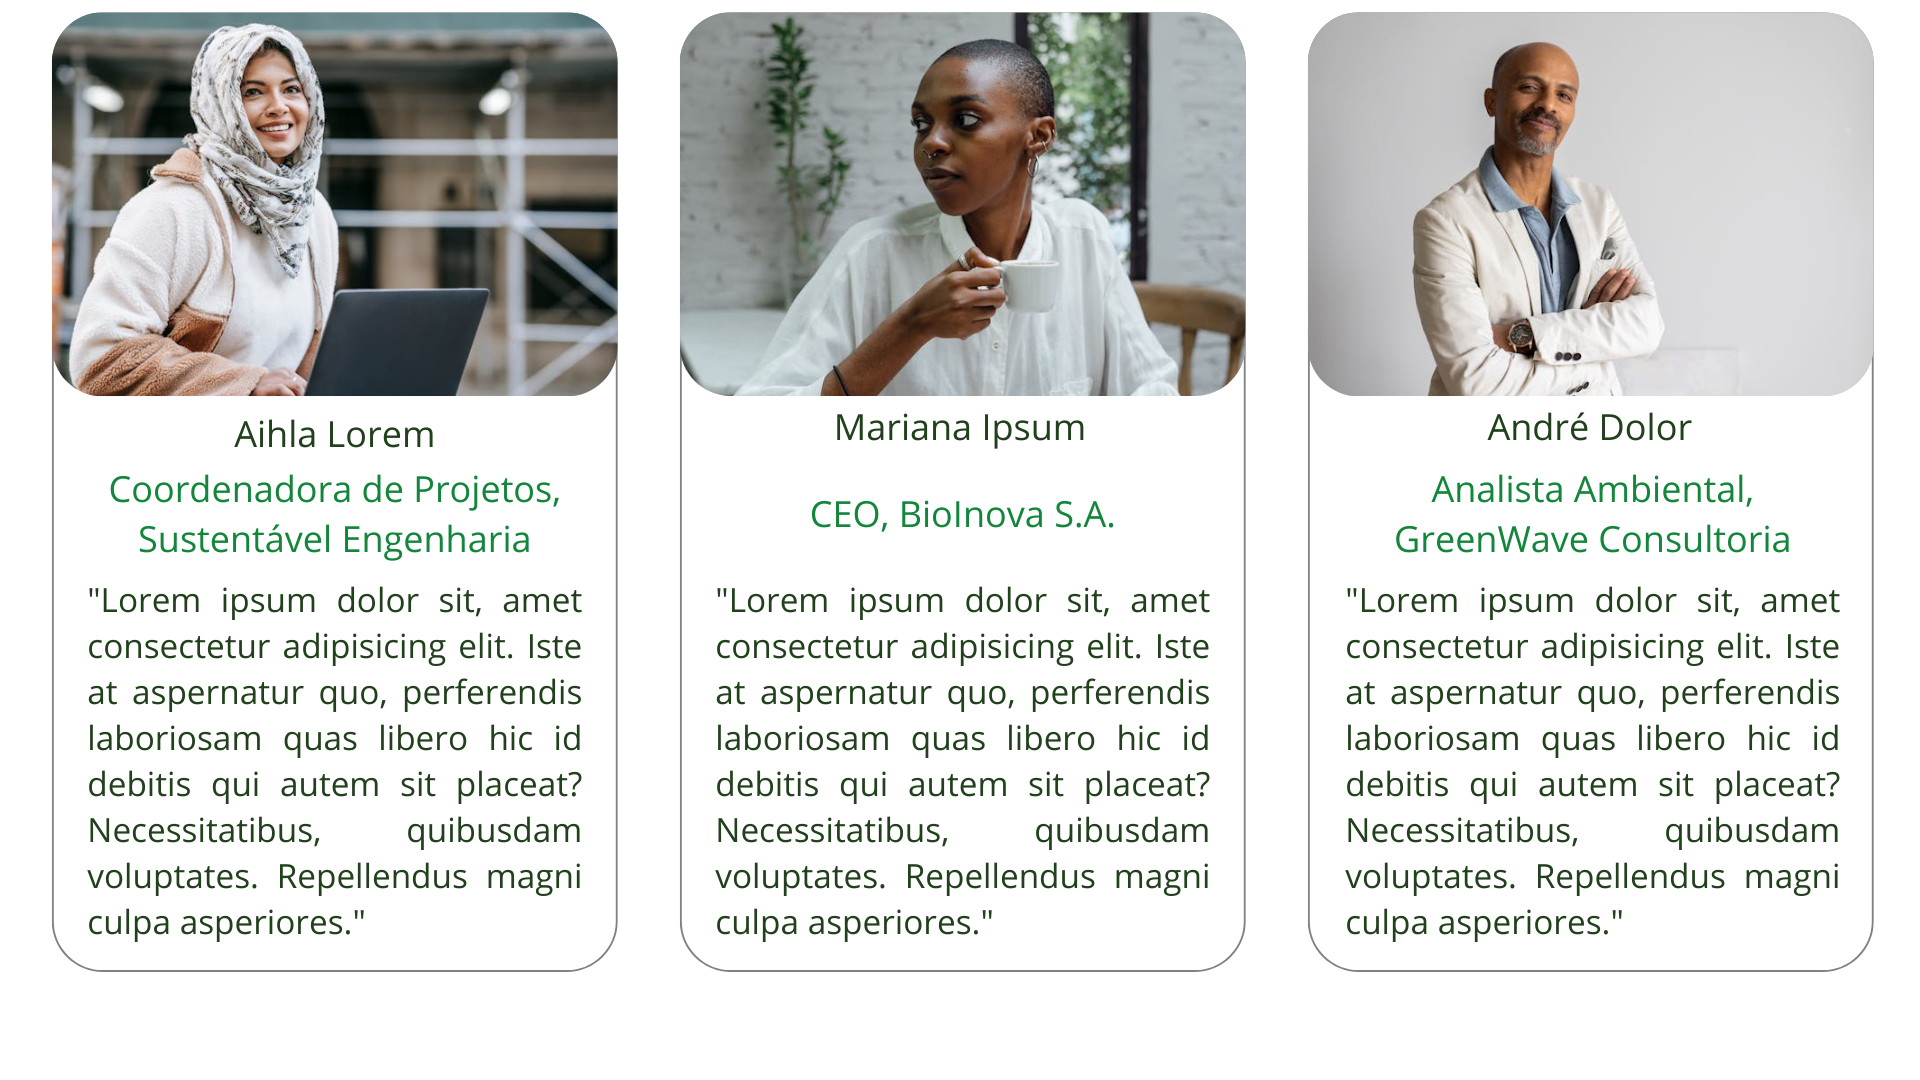 Aihla Lorem
Coordenadora de Projetos,
Sustentável Engenharia
"Lorem ipsum dolor sit, amet
consectetur adipisicing elit. Iste
at aspernatur quo, perferendis
laboriosam quas libero hic id
debitis qui autem sit placeat?
Necessitatibus, quibusdam
voluptates. Repellendus magni
culpa asperiores."
Mariana Ipsum
CEO, BioInova S.A.
"Lorem ipsum dolor sit, amet
consectetur adipisicing elit. Iste
at aspernatur quo, perferendis
laboriosam quas libero hic id
debitis qui autem sit placeat?
Necessitatibus, quibusdam
voluptates. Repellendus magni
culpa asperiores."
André Dolor
Analista Ambiental,
GreenWave Consultoria
"Lorem ipsum dolor sit, amet
consectetur adipisicing elit. Iste
at aspernatur quo, perferendis
laboriosam quas libero hic id
debitis qui autem sit placeat?
Necessitatibus, quibusdam
voluptates. Repellendus magni
culpa asperiores."